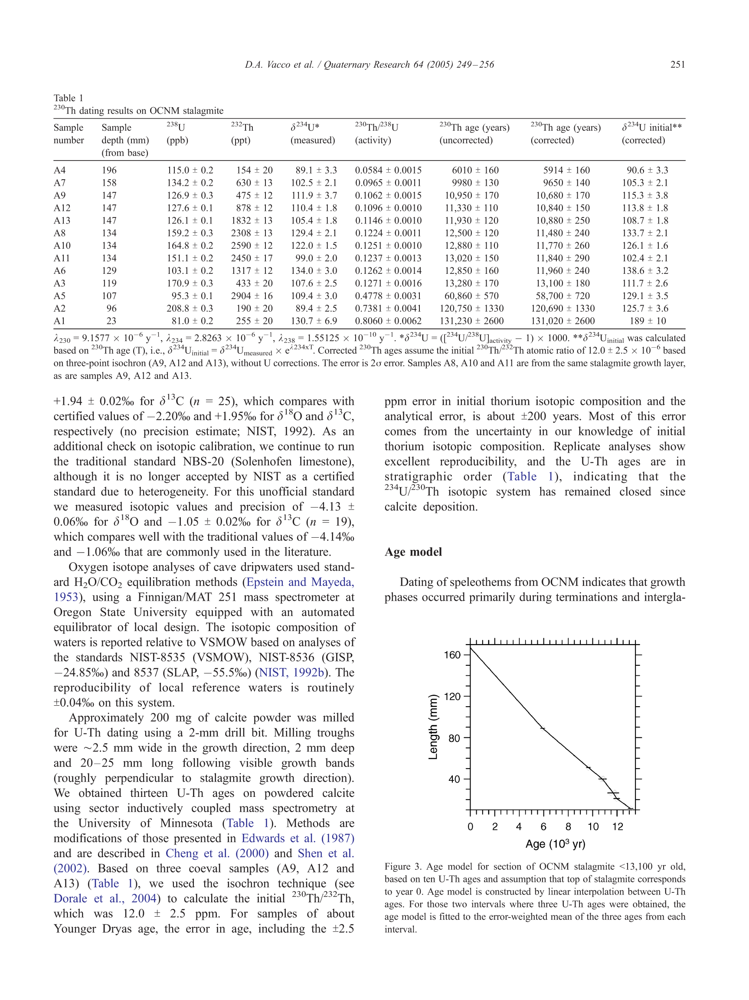 D.A. Vacco et al. / Quaternary Research 64 (2005) 249–256
251
Table 1
²³⁰Th dating results on OCNM stalagmite
Sample number	Sample depth (mm) (from base)	²³⁸U (ppb)	²³²Th (ppt)	δ²³⁴U* (measured)	²³⁰Th/²³⁸U (activity)	²³⁰Th age (years) (uncorrected)	²³⁰Th age (years) (corrected)	δ²³⁴U initial** (corrected)
A4	196	115.0 ± 0.2	154 ± 20	89.1 ± 3.3	0.0584 ± 0.0015	6010 ± 160	5914 ± 160	90.6 ± 3.3
A7	158	134.2 ± 0.2	630 ± 13	102.5 ± 2.1	0.0965 ± 0.0011	9980 ± 130	9650 ± 140	105.3 ± 2.1
A9	147	126.9 ± 0.3	475 ± 12	111.9 ± 3.7	0.1062 ± 0.0015	10,950 ± 170	10,680 ± 170	115.3 ± 3.8
A12	147	127.6 ± 0.1	878 ± 12	110.4 ± 1.8	0.1096 ± 0.0010	11,330 ± 110	10,840 ± 150	113.8 ± 1.8
A13	147	126.1 ± 0.1	1832 ± 13	105.4 ± 1.8	0.1146 ± 0.0010	11,930 ± 120	10,880 ± 250	108.7 ± 1.8
A8	134	159.2 ± 0.3	2308 ± 13	129.4 ± 2.1	0.1224 ± 0.0011	12,500 ± 120	11,480 ± 240	133.7 ± 2.1
A10	134	164.8 ± 0.2	2590 ± 12	122.0 ± 1.5	0.1251 ± 0.0010	12,880 ± 110	11,770 ± 260	126.1 ± 1.6
A11	134	151.1 ± 0.2	2450 ± 17	99.0 ± 2.0	0.1237 ± 0.0013	13,020 ± 150	11,840 ± 290	102.4 ± 2.1
A6	129	103.1 ± 0.2	1317 ± 12	134.0 ± 3.0	0.1262 ± 0.0014	12,850 ± 160	11,960 ± 240	138.6 ± 3.2
A3	119	170.9 ± 0.3	433 ± 20	107.6 ± 2.5	0.1271 ± 0.0016	13,280 ± 170	13,100 ± 180	111.7 ± 2.6
A5	107	95.3 ± 0.1	2904 ± 16	109.4 ± 3.0	0.4778 ± 0.0031	60,860 ± 570	58,700 ± 720	129.1 ± 3.5
A2	96	208.8 ± 0.3	190 ± 20	89.4 ± 2.5	0.7381 ± 0.0041	120,750 ± 1330	120,690 ± 1330	125.7 ± 3.6
A1	23	81.0 ± 0.2	255 ± 20	130.7 ± 6.9	0.8060 ± 0.0062	131,230 ± 2600	131,020 ± 2600	189 ± 10
λ₂₃₀ = 9.1577 × 10⁻⁶ y⁻¹, λ₂₃₄ = 2.8263 × 10⁻⁶ y⁻¹, λ₂₃₈ = 1.55125 × 10⁻¹⁰ y⁻¹. *δ²³⁴U = ([²³⁴U/²³⁸U]activity − 1) × 1000. **δ²³⁴Uinitial was calculated
based on ²³⁰Th age (T), i.e., δ²³⁴Uinitial = δ²³⁴Umeasured × e^λ234xT. Corrected ²³⁰Th ages assume the initial ²³⁰Th/²³²Th atomic ratio of 12.0 ± 2.5 × 10⁻⁶ based
on three-point isochron (A9, A12 and A13), without U corrections. The error is 2σ error. Samples A8, A10 and A11 are from the same stalagmite growth layer,
as are samples A9, A12 and A13.
+1.94 ± 0.02‰ for δ¹³C (n = 25), which compares with
certified values of −2.20‰ and +1.95‰ for δ¹⁸O and δ¹³C,
respectively (no precision estimate; NIST, 1992). As an
additional check on isotopic calibration, we continue to run
the traditional standard NBS-20 (Solenhofen limestone),
although it is no longer accepted by NIST as a certified
standard due to heterogeneity. For this unofficial standard
we measured isotopic values and precision of −4.13 ±
0.06‰ for δ¹⁸O and −1.05 ± 0.02‰ for δ¹³C (n = 19),
which compares well with the traditional values of −4.14‰
and −1.06‰ that are commonly used in the literature.
Oxygen isotope analyses of cave dripwaters used stand-
ard H₂O/CO₂ equilibration methods (Epstein and Mayeda,
1953), using a Finnigan/MAT 251 mass spectrometer at
Oregon State University equipped with an automated
equilibrator of local design. The isotopic composition of
waters is reported relative to VSMOW based on analyses of
the standards NIST-8535 (VSMOW), NIST-8536 (GISP,
−24.85‰) and 8537 (SLAP, −55.5‰) (NIST, 1992b). The
reproducibility of local reference waters is routinely
±0.04‰ on this system.
Approximately 200 mg of calcite powder was milled
for U-Th dating using a 2-mm drill bit. Milling troughs
were ~2.5 mm wide in the growth direction, 2 mm deep
and 20–25 mm long following visible growth bands
(roughly perpendicular to stalagmite growth direction).
We obtained thirteen U-Th ages on powdered calcite
using sector inductively coupled mass spectrometry at
the University of Minnesota (Table 1). Methods are
modifications of those presented in Edwards et al. (1987)
and are described in Cheng et al. (2000) and Shen et al.
(2002). Based on three coeval samples (A9, A12 and
A13) (Table 1), we used the isochron technique (see
Dorale et al., 2004) to calculate the initial ²³⁰Th/²³²Th,
which was 12.0 ± 2.5 ppm. For samples of about
Younger Dryas age, the error in age, including the ±2.5
ppm error in initial thorium isotopic composition and the
analytical error, is about ±200 years. Most of this error
comes from the uncertainty in our knowledge of initial
thorium isotopic composition. Replicate analyses show
excellent reproducibility, and the U-Th ages are in
stratigraphic order (Table 1), indicating that the
²³⁴U/²³⁰Th isotopic system has remained closed since
calcite deposition.
Age model
Dating of speleothems from OCNM indicates that growth
phases occurred primarily during terminations and intergla-
160
120
80
40
Length (mm)
0 2 4 6 8 10 12
Age (10³ yr)
Figure 3. Age model for section of OCNM stalagmite <13,100 yr old,
based on ten U-Th ages and assumption that top of stalagmite corresponds
to year 0. Age model is constructed by linear interpolation between U-Th
ages. For those two intervals where three U-Th ages were obtained, the
age model is fitted to the error-weighted mean of the three ages from each
interval.